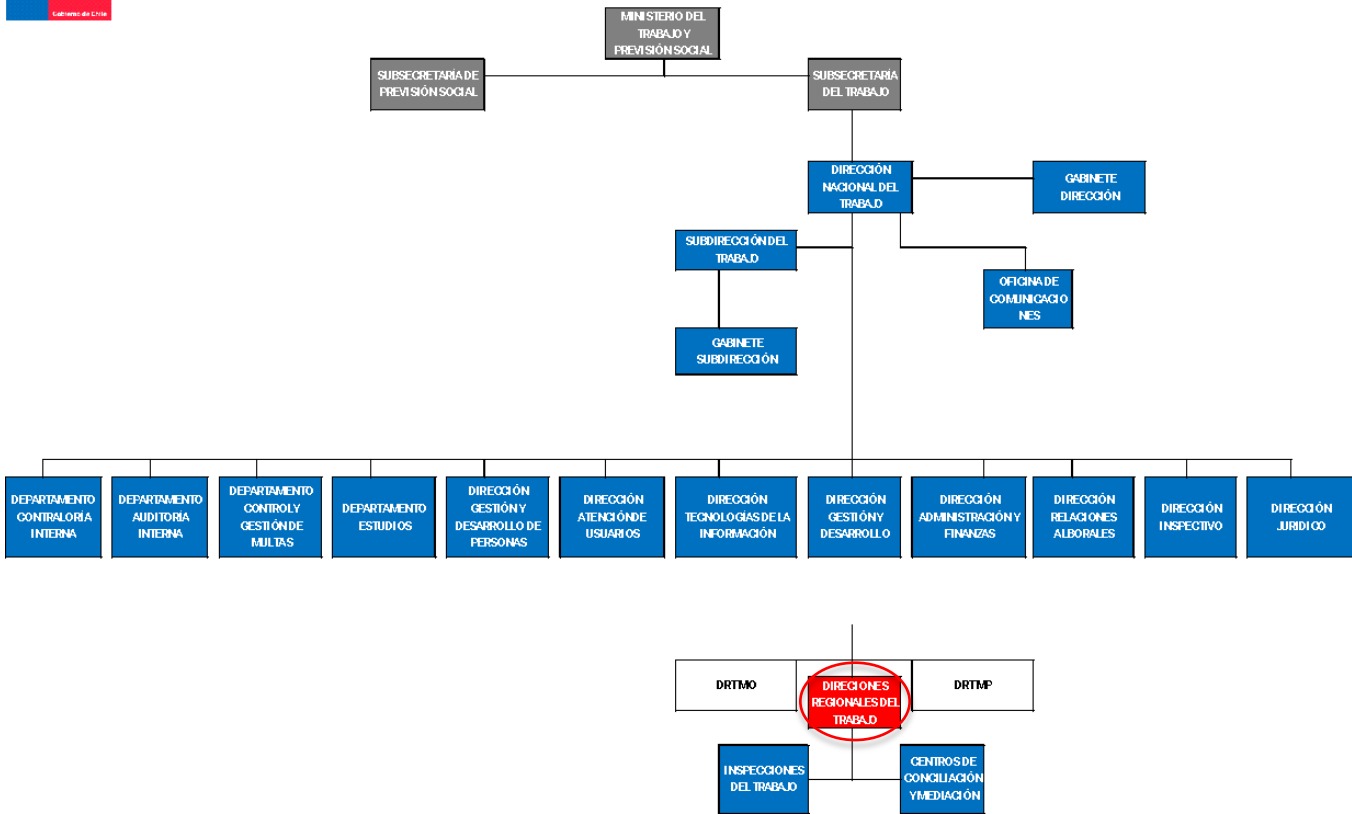 Gobierno de Chile
MINISTERIO DEL
TRABAJO Y
PREVISIÓN SOCIAL
SUBSECRETARÍA DE
PREVISIÓN SOCIAL
SUBSECRETARÍA
DEL TRABAJO
DIRECCIÓN
NACIONAL DEL
TRABAJO
GABINETE
DIRECCIÓN
SUBDIRECCIÓN DEL
TRABAJO
OFICINA DE
COMUNICACIO
NES
GABINETE
SUBDIRECCIÓN
DEPARTAMENTO
CONTRALORÍA
INTERNA
DEPARTAMENTO
AUDITORÍA
INTERNA
DEPARTAMENTO
CONTROL Y
GESTIÓN DE
MULTAS
DEPARTAMENTO
ESTUDIOS
DIRECCIÓN
GESTIÓN Y
DESARROLLO DE
PERSONAS
DIRECCIÓN
ATENCIÓN DE
USUARIOS
DIRECCIÓN
TECNOLOGÍAS DE LA
INFORMACIÓN
DIRECCIÓN
GESTIÓN Y
DESARROLLO
DIRECCIÓN
ADMINISTRACIÓN Y
FINANZAS
DIRECCIÓN
RELACIONES
ALBORALES
DIRECCIÓN
INSPECTIVO
DIRECCIÓN
JURIDICO
DRTMO
DIRECIONES
REGIONALES DEL
TRABAJO
DRTMP
INSPECCIONES
DEL TRABAJO
CENTROS DE
CONCILIACIÓN
Y MEDIACIÓN